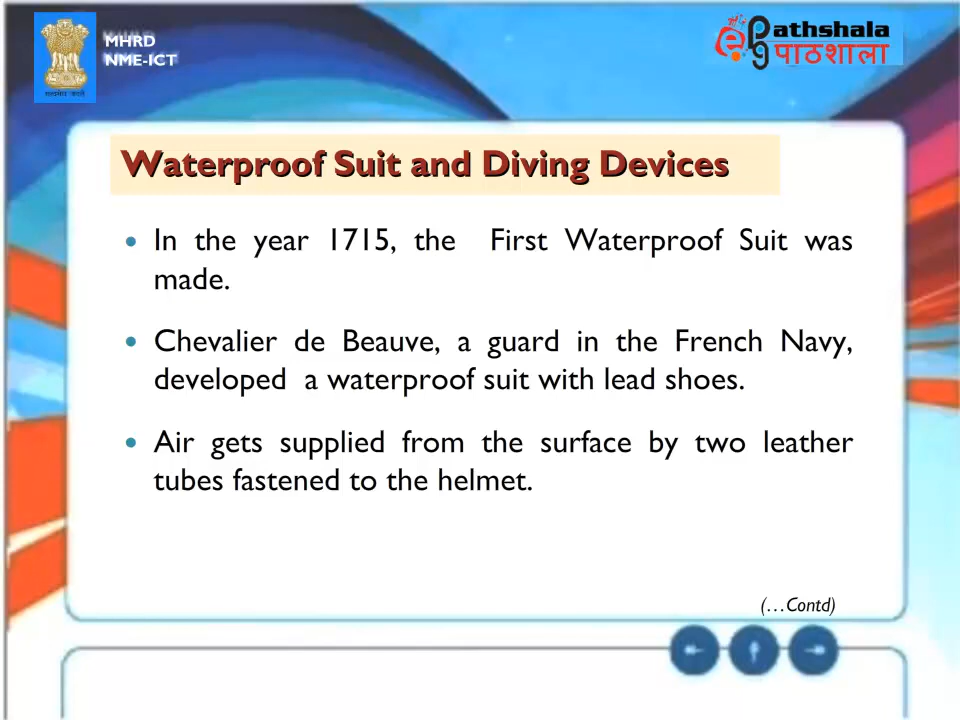 MHRD
NME-ICT
ePathshala
पाठशाला
Waterproof Suit and Diving Devices
• In the year 1715, the First Waterproof Suit was
made.
• Chevalier de Beauve, a guard in the French Navy,
developed a waterproof suit with lead shoes.
• Air gets supplied from the surface by two leather
tubes fastened to the helmet.
(…Contd)